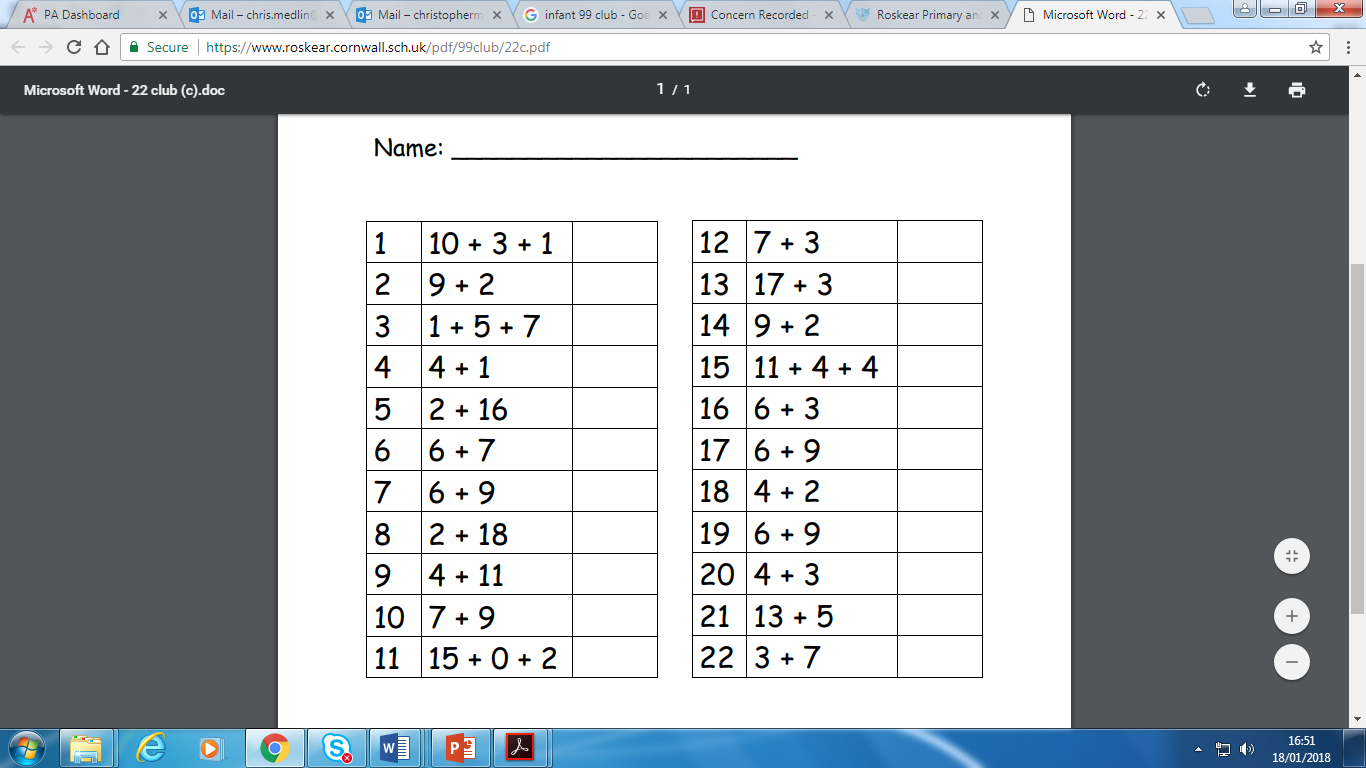 PA Dashboard
Mail – chris.medlin@
Mail – christopherm
infant 99 club - Goo
Concern Recorded -
Roskear Primary and
Microsoft Word - 22
Secure https://www.roskear.cornwall.sch.uk/pdf/99club/22c.pdf
Microsoft Word - 22 club (c).doc 1 / 1
Name: _______________________
1 10 + 3 + 1
2 9 + 2
3 1 + 5 + 7
4 4 + 1
5 2 + 16
6 6 + 7
7 6 + 9
8 2 + 18
9 4 + 11
10 7 + 9
11 15 + 0 + 2
12 7 + 3
13 17 + 3
14 9 + 2
15 11 + 4 + 4
16 6 + 3
17 6 + 9
18 4 + 2
19 6 + 9
20 4 + 3
21 13 + 5
22 3 + 7
16:51
18/01/2018